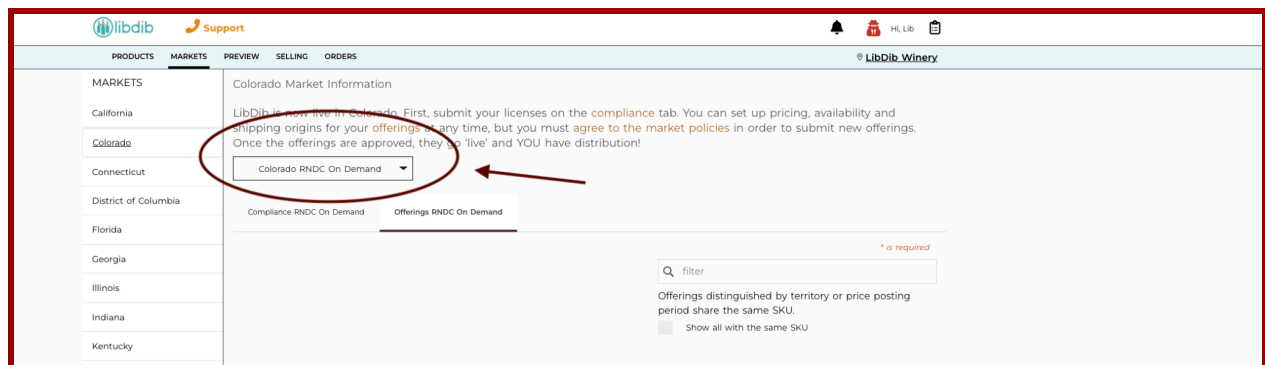 libdib
Support
Hi, Lib
PRODUCTS MARKETS PREVIEW SELLING ORDERS
LibDib Winery
MARKETS
California
Colorado
Connecticut
District of Columbia
Florida
Georgia
Illinois
Indiana
Kentucky
Colorado Market Information
LibDib is now live in Colorado. First, submit your licenses on the compliance tab. You can set up pricing, availability and
shipping origins for your offerings at any time, but you must agree to the market policies in order to submit new offerings.
Once the offerings are approved, they go 'live' and YOU have distribution!
Colorado RNDC On Demand
Compliance RNDC On Demand Offerings RNDC On Demand
* is required
filter
Offerings distinguished by territory or price posting
period share the same SKU.
Show all with the same SKU